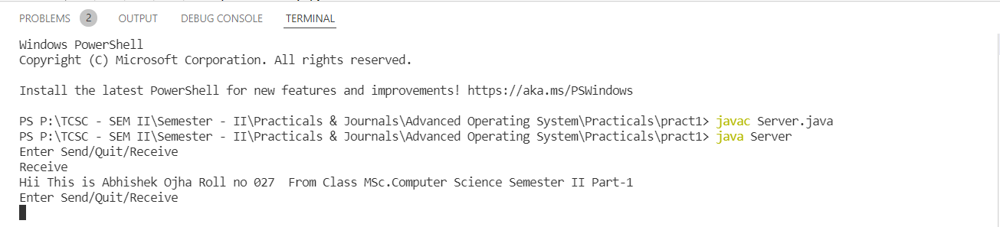 PROBLEMS 2 OUTPUT DEBUG CONSOLE TERMINAL
Windows PowerShell
Copyright (C) Microsoft Corporation. All rights reserved.
Install the latest PowerShell for new features and improvements! https://aka.ms/PSWindows
PS P:\TCSC - SEM II\Semester - II\Practicals & Journals\Advanced Operating System\Practicals\pract1> javac Server.java
PS P:\TCSC - SEM II\Semester - II\Practicals & Journals\Advanced Operating System\Practicals\pract1> java Server
Enter Send/Quit/Receive
Receive
Hii This is Abhishek Ojha Roll no 027  From Class MSc.Computer Science Semester II Part-1
Enter Send/Quit/Receive